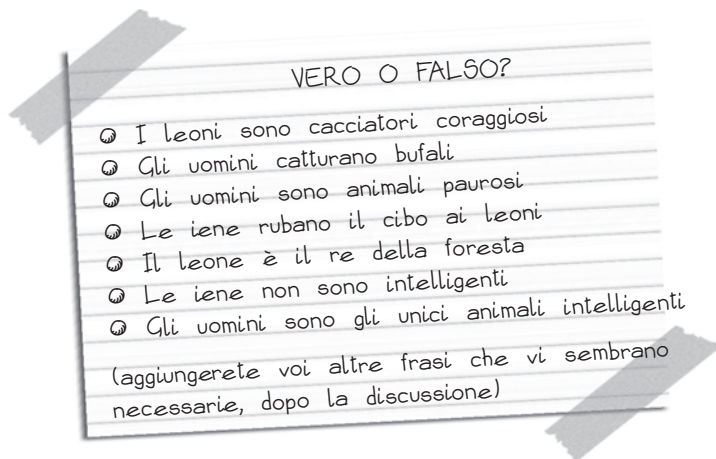 VERO O FALSO?
I leoni sono cacciatori coraggiosi
Gli uomini catturano bufali
Gli uomini sono animali paurosi
Le iene rubano il cibo ai leoni
Il leone è il re della foresta
Le iene non sono intelligenti
Gli uomini sono gli unici animali intelligenti
(aggiungerete voi altre frasi che vi sembrano
necessarie, dopo la discussione)